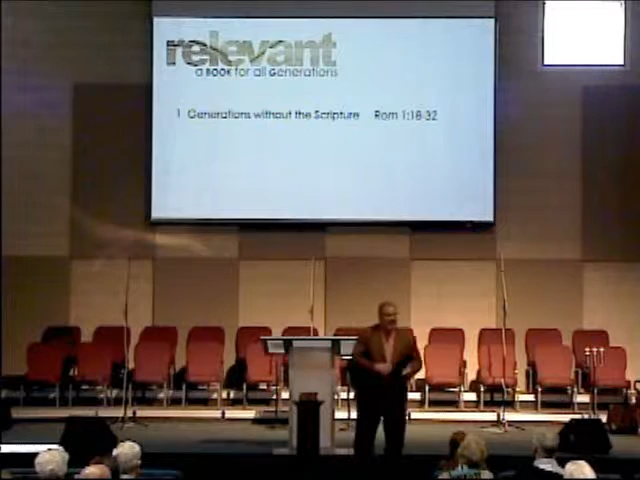 relevant
a BOOK for all Generations
1 Generations without the Scripture Rom 1:18-32